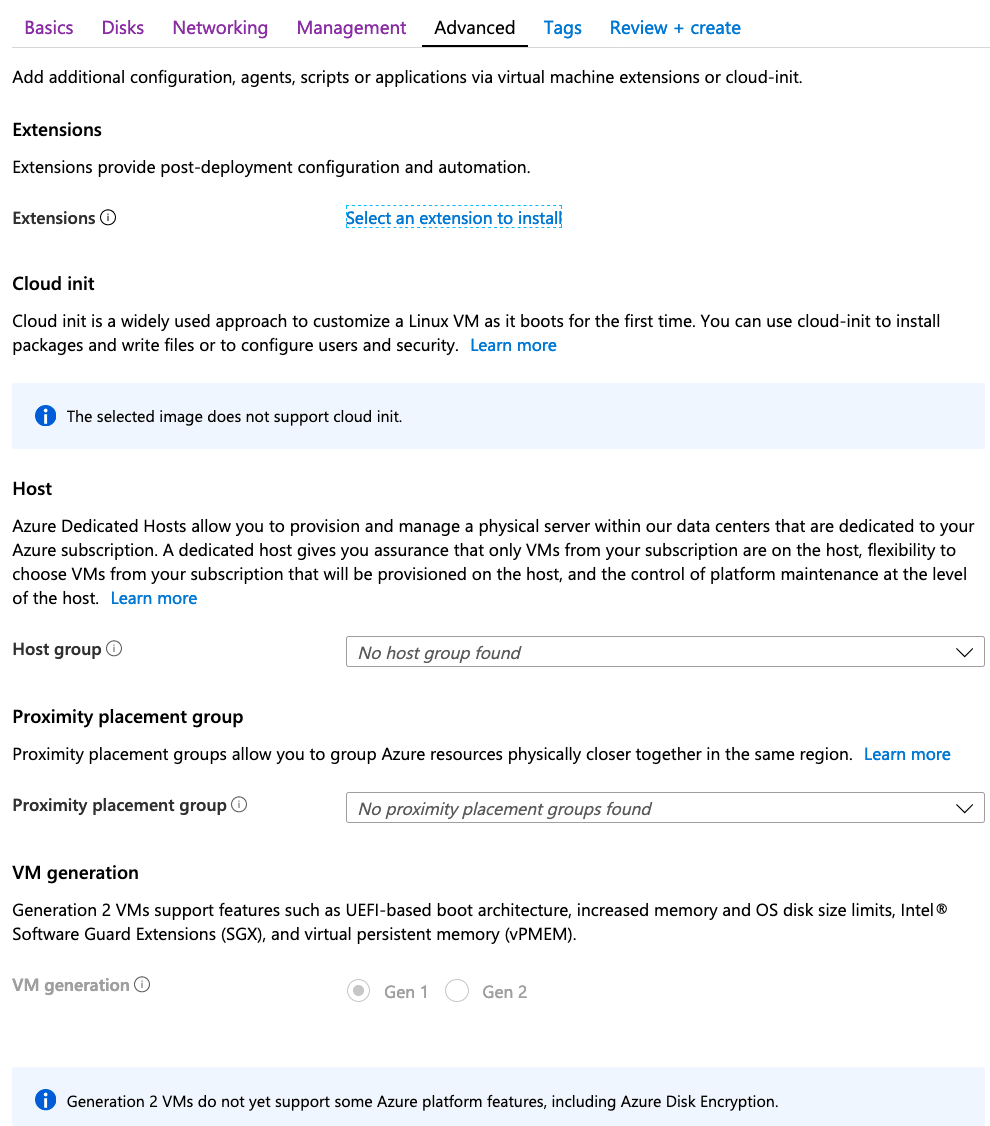 Basics Disks Networking Management Advanced Tags Review + create
Add additional configuration, agents, scripts or applications via virtual machine extensions or cloud-init.
Extensions
Extensions provide post-deployment configuration and automation.
Extensions
Select an extension to install
Cloud init
Cloud init is a widely used approach to customize a Linux VM as it boots for the first time. You can use cloud-init to install
packages and write files or to configure users and security. Learn more
The selected image does not support cloud init.
Host
Azure Dedicated Hosts allow you to provision and manage a physical server within our data centers that are dedicated to your
Azure subscription. A dedicated host gives you assurance that only VMs from your subscription are on the host, flexibility to
choose VMs from your subscription that will be provisioned on the host, and the control of platform maintenance at the level
of the host. Learn more
Host group
No host group found
Proximity placement group
Proximity placement groups allow you to group Azure resources physically closer together in the same region. Learn more
Proximity placement group
No proximity placement groups found
VM generation
Generation 2 VMs support features such as UEFI-based boot architecture, increased memory and OS disk size limits, Intel®
Software Guard Extensions (SGX), and virtual persistent memory (vPMEM).
VM generation
Gen 1 Gen 2
Generation 2 VMs do not yet support some Azure platform features, including Azure Disk Encryption.